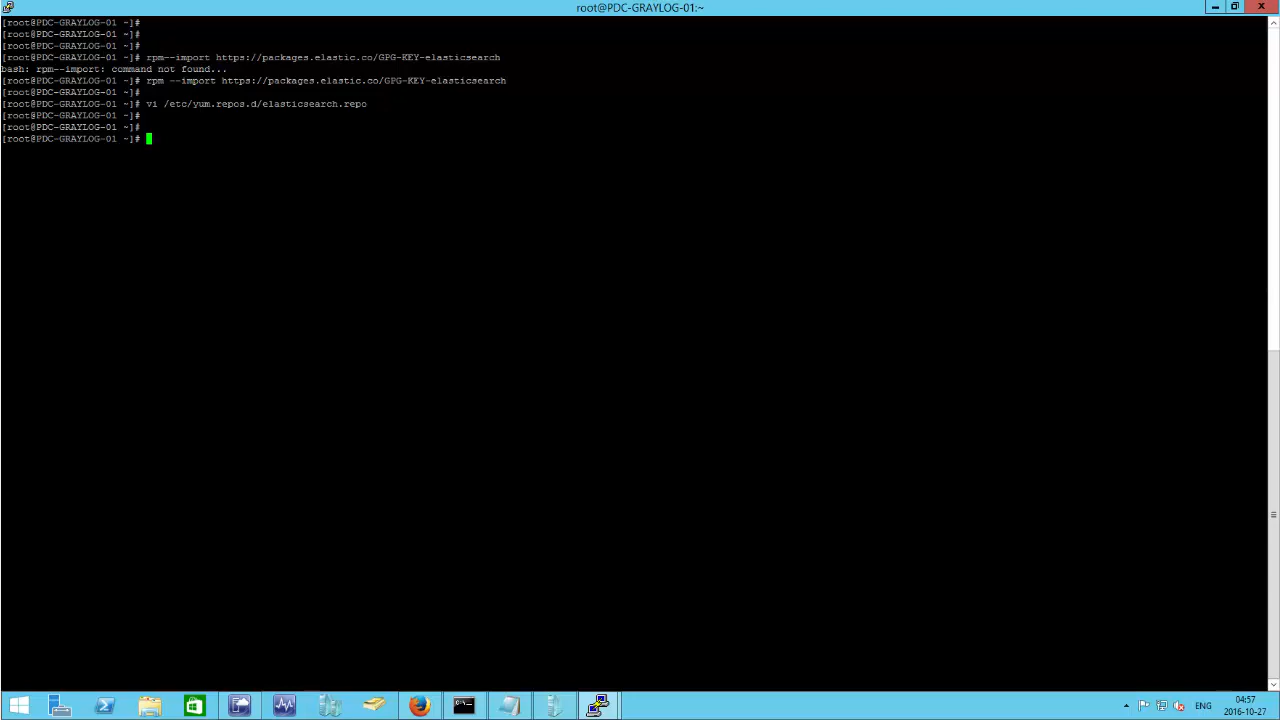 root@PDC-GRAYLOG-01:~
[root@PDC-GRAYLOG-01 ~]#
[root@PDC-GRAYLOG-01 ~]#
[root@PDC-GRAYLOG-01 ~]#
[root@PDC-GRAYLOG-01 ~]# rpm--import https://packages.elastic.co/GPG-KEY-elasticsearch
bash: rpm--import: command not found...
[root@PDC-GRAYLOG-01 ~]# rpm --import https://packages.elastic.co/GPG-KEY-elasticsearch
[root@PDC-GRAYLOG-01 ~]#
[root@PDC-GRAYLOG-01 ~]# vi /etc/yum.repos.d/elasticsearch.repo
[root@PDC-GRAYLOG-01 ~]#
[root@PDC-GRAYLOG-01 ~]#
[root@PDC-GRAYLOG-01 ~]#
ENG
04:57
2016-10-27